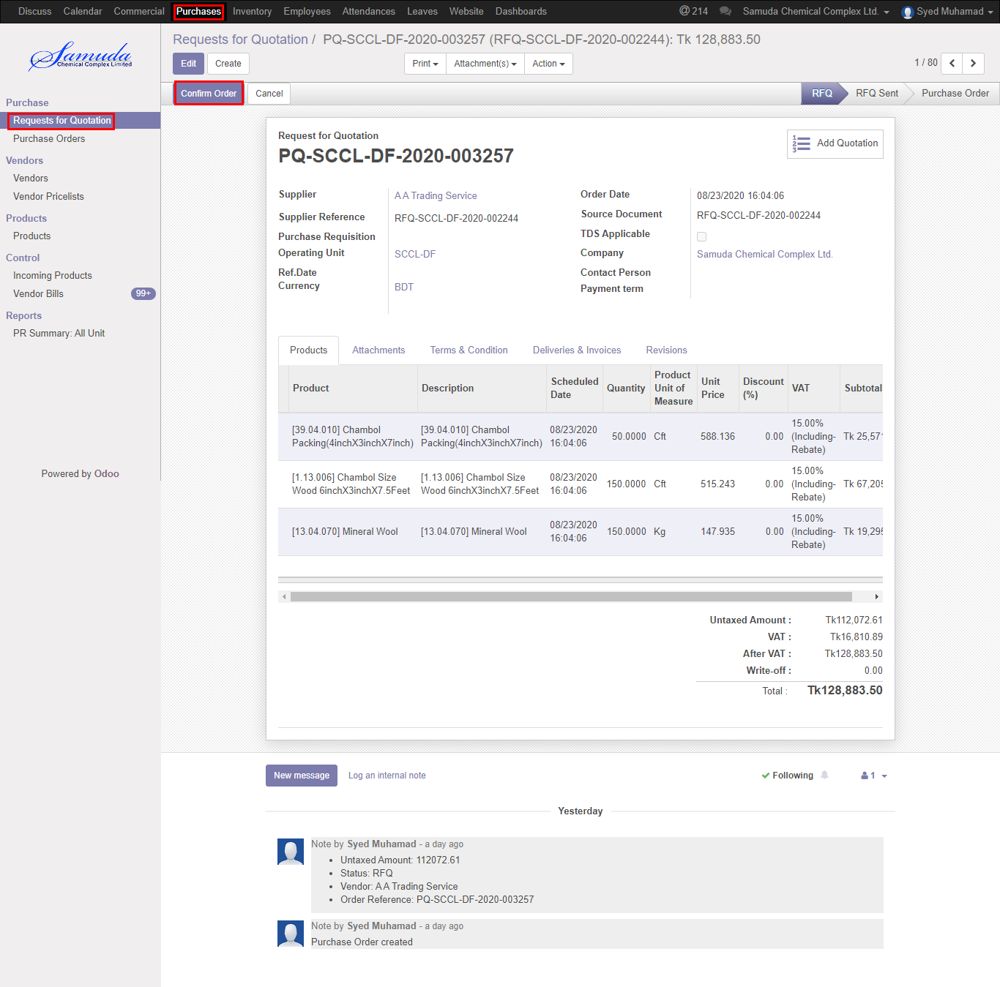 Discuss Calendar Commercial Purchases Inventory Employees Attendances Leaves Website Dashboards @ 214 Samuda Chemical Complex Ltd. Syed Muhamad
Samuda
Chemical Complex Limited
Requests for Quotation / PQ-SCCL-DF-2020-003257 (RFQ-SCCL-DF-2020-002244): Tk 128,883.50
Edit Create Print Attachment(s) Action 1 / 80
Confirm Order Cancel RFQ RFQ Sent Purchase Order
Purchase
Requests for Quotation
Purchase Orders
Vendors
Vendors
Vendor Pricelists
Products
Products
Control
Incoming Products
Vendor Bills 99+
Reports
PR Summary: All Unit
Powered by Odoo
Request for Quotation
PQ-SCCL-DF-2020-003257
Add Quotation
Supplier A A Trading Service
Supplier Reference RFQ-SCCL-DF-2020-002244
Purchase Requisition
Operating Unit SCCL-DF
Ref.Date
Currency BDT
Order Date 08/23/2020 16:04:06
Source Document RFQ-SCCL-DF-2020-002244
TDS Applicable
Company Samuda Chemical Complex Ltd.
Contact Person
Payment term
Products Attachments Terms & Condition Deliveries & Invoices Revisions
Product Description Scheduled Date Quantity Product Unit of Measure Unit Price Discount (%) VAT Subtotal
[39.04.010] Chambol Packing(4inchX3inchX7inch) [39.04.010] Chambol Packing(4inchX3inchX7inch) 08/23/2020 16:04:06 50.0000 Cft 588.136 0.00 15.00% (Including-Rebate) Tk 25,571
[1.13.006] Chambol Size Wood 6inchX3inchX7.5Feet [1.13.006] Chambol Size Wood 6inchX3inchX7.5Feet 08/23/2020 16:04:06 150.0000 Cft 515.243 0.00 15.00% (Including-Rebate) Tk 67,205
[13.04.070] Mineral Wool [13.04.070] Mineral Wool 08/23/2020 16:04:06 150.0000 Kg 147.935 0.00 15.00% (Including-Rebate) Tk 19,295
Untaxed Amount : Tk112,072.61
VAT : Tk16,810.89
After VAT : Tk128,883.50
Write-off : 0.00
Total : Tk128,883.50
New message Log an internal note Following 1
Yesterday
Note by Syed Muhamad - a day ago
• Untaxed Amount: 112072.61
• Status: RFQ
• Vendor: A A Trading Service
• Order Reference: PQ-SCCL-DF-2020-003257
Note by Syed Muhamad - a day ago
Purchase Order created